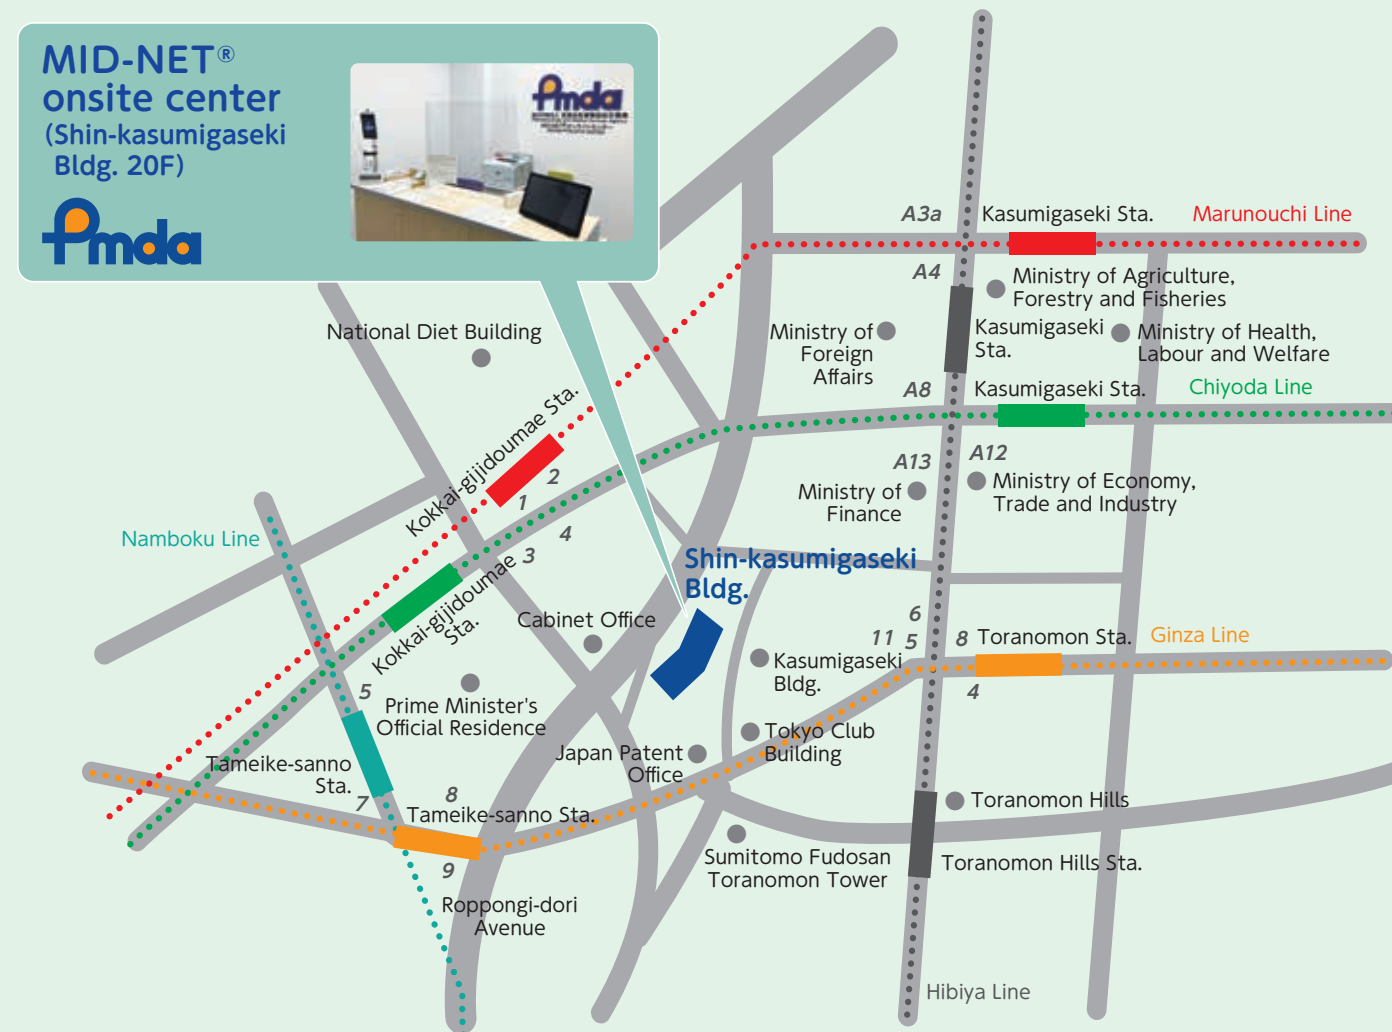 MID-NET®
onsite center
(Shin-kasumigaseki
Bldg. 20F)
Pmda
Pmda
A3a
Kasumigaseki Sta.
Marunouchi Line
A4
Ministry of Agriculture,
Forestry and Fisheries
National Diet Building
Ministry of
Foreign
Affairs
Kasumigaseki
Sta.
Ministry of Health,
Labour and Welfare
A8
Kasumigaseki Sta.
Chiyoda Line
Kokkai-gijidoumae Sta.
2
1
4
3
A13
A12
Ministry of
Finance
Ministry of Economy,
Trade and Industry
Namboku Line
Kokkai-gijidoumae
Sta.
Shin-kasumigaseki
Bldg.
Cabinet Office
6
11
5
8
Toranomon Sta.
Ginza Line
4
Kasumigaseki
Bldg.
5
Prime Minister's
Official Residence
Tokyo Club
Building
Japan Patent
Office
Tameike-sanno
Sta.
7
8
Tameike-sanno Sta.
9
Toranomon Hills
Sumitomo Fudosan
Toranomon Tower
Toranomon Hills Sta.
Roppongi-dori
Avenue
Hibiya Line